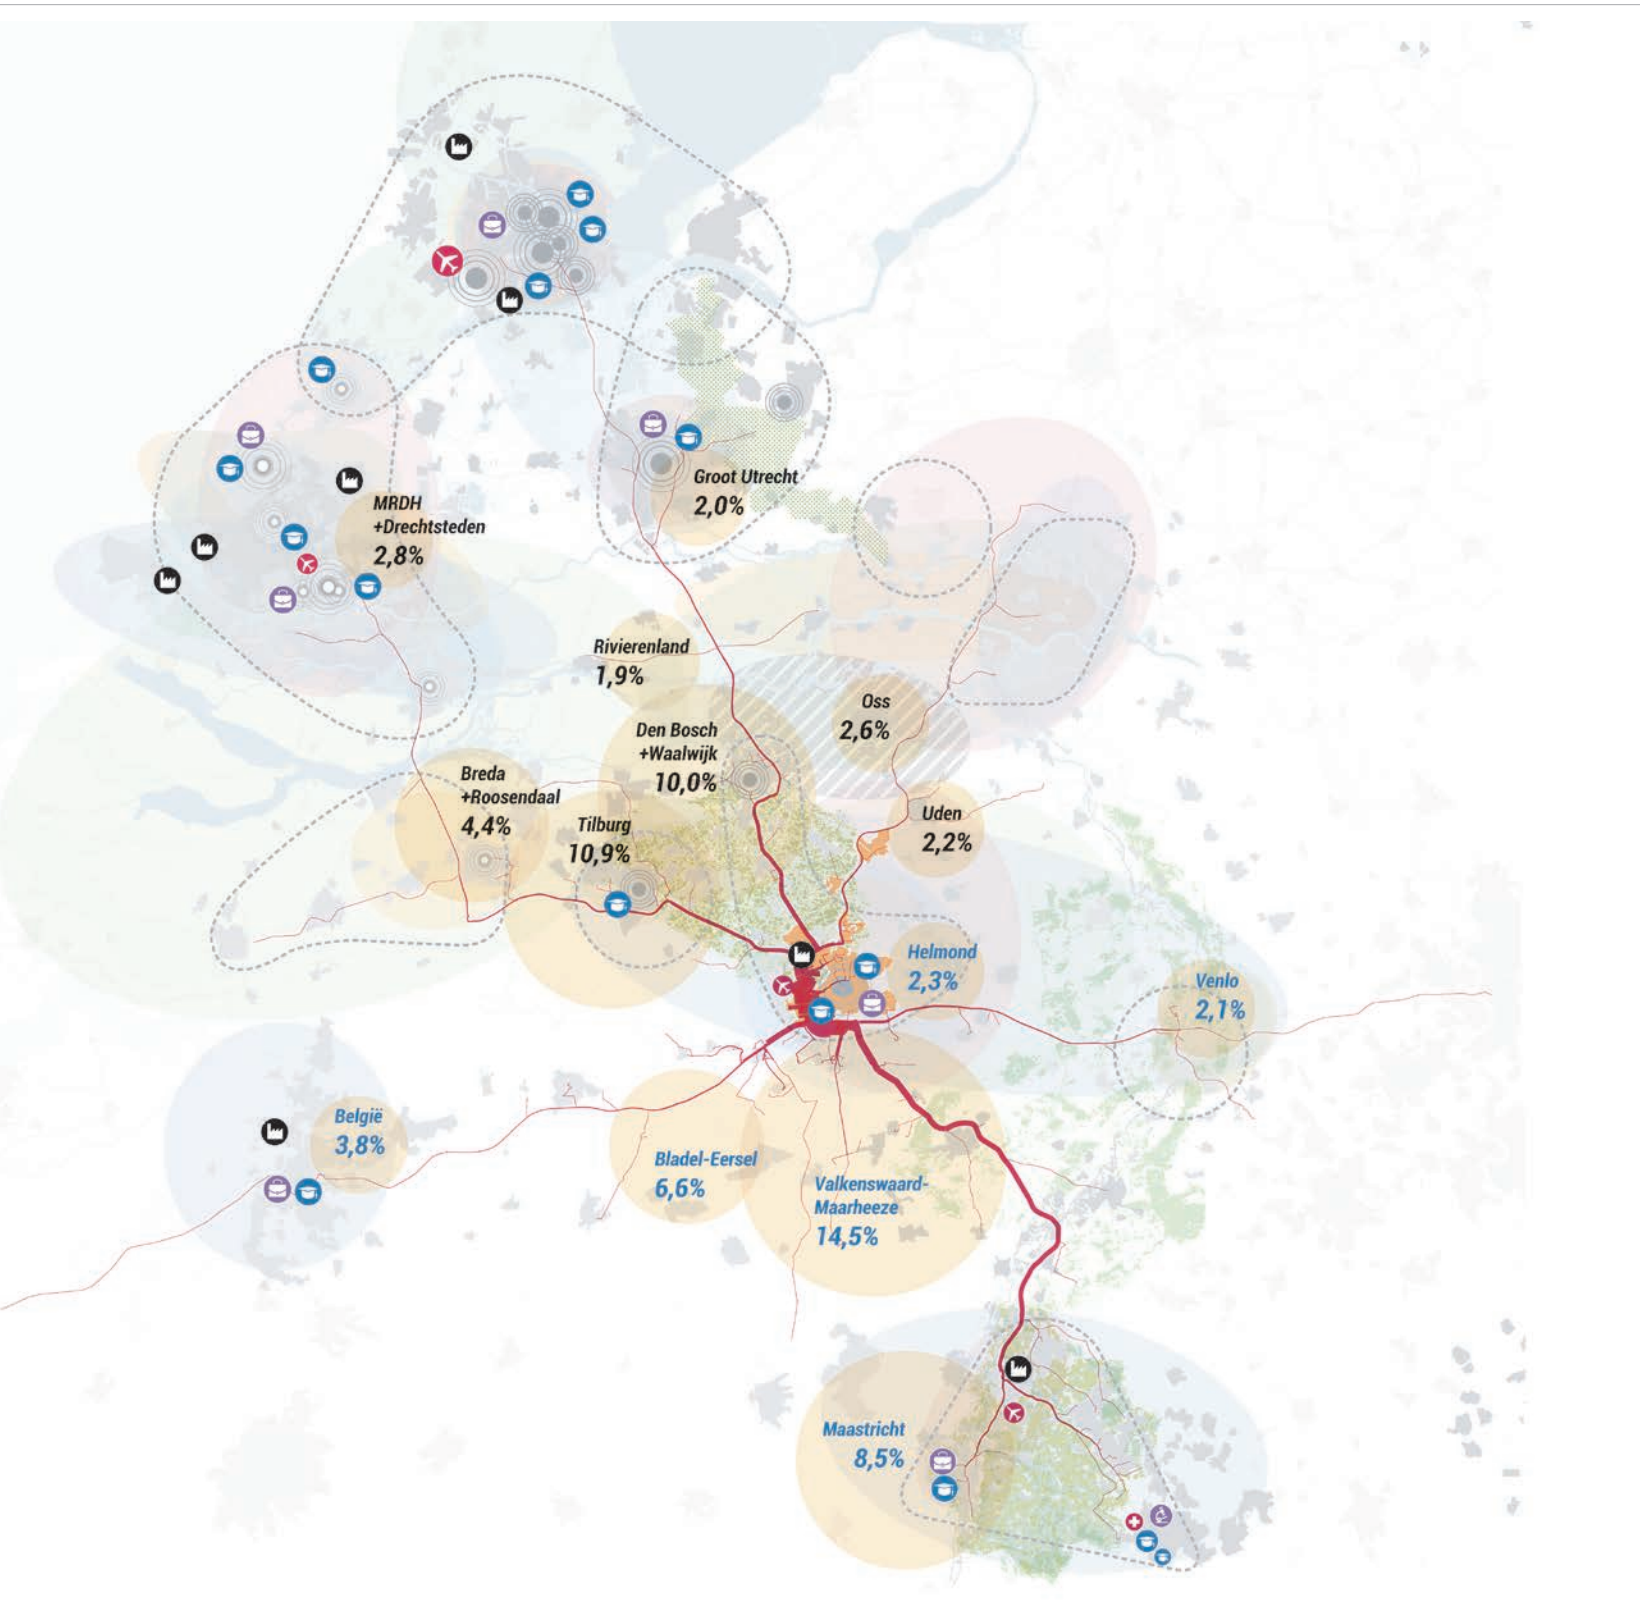 Groot Utrecht
2,0%
MRDH
+Drechtsteden
2,8%
Rivierenland
1,9%
Oss
2,6%
Den Bosch
+Waalwijk
10,0%
Breda
+Roosendaal
4,4%
Tilburg
10,9%
Uden
2,2%
Helmond
2,3%
Venlo
2,1%
België
3,8%
Bladel-Eersel
6,6%
Valkenswaard-
Maarheeze
14,5%
Maastricht
8,5%